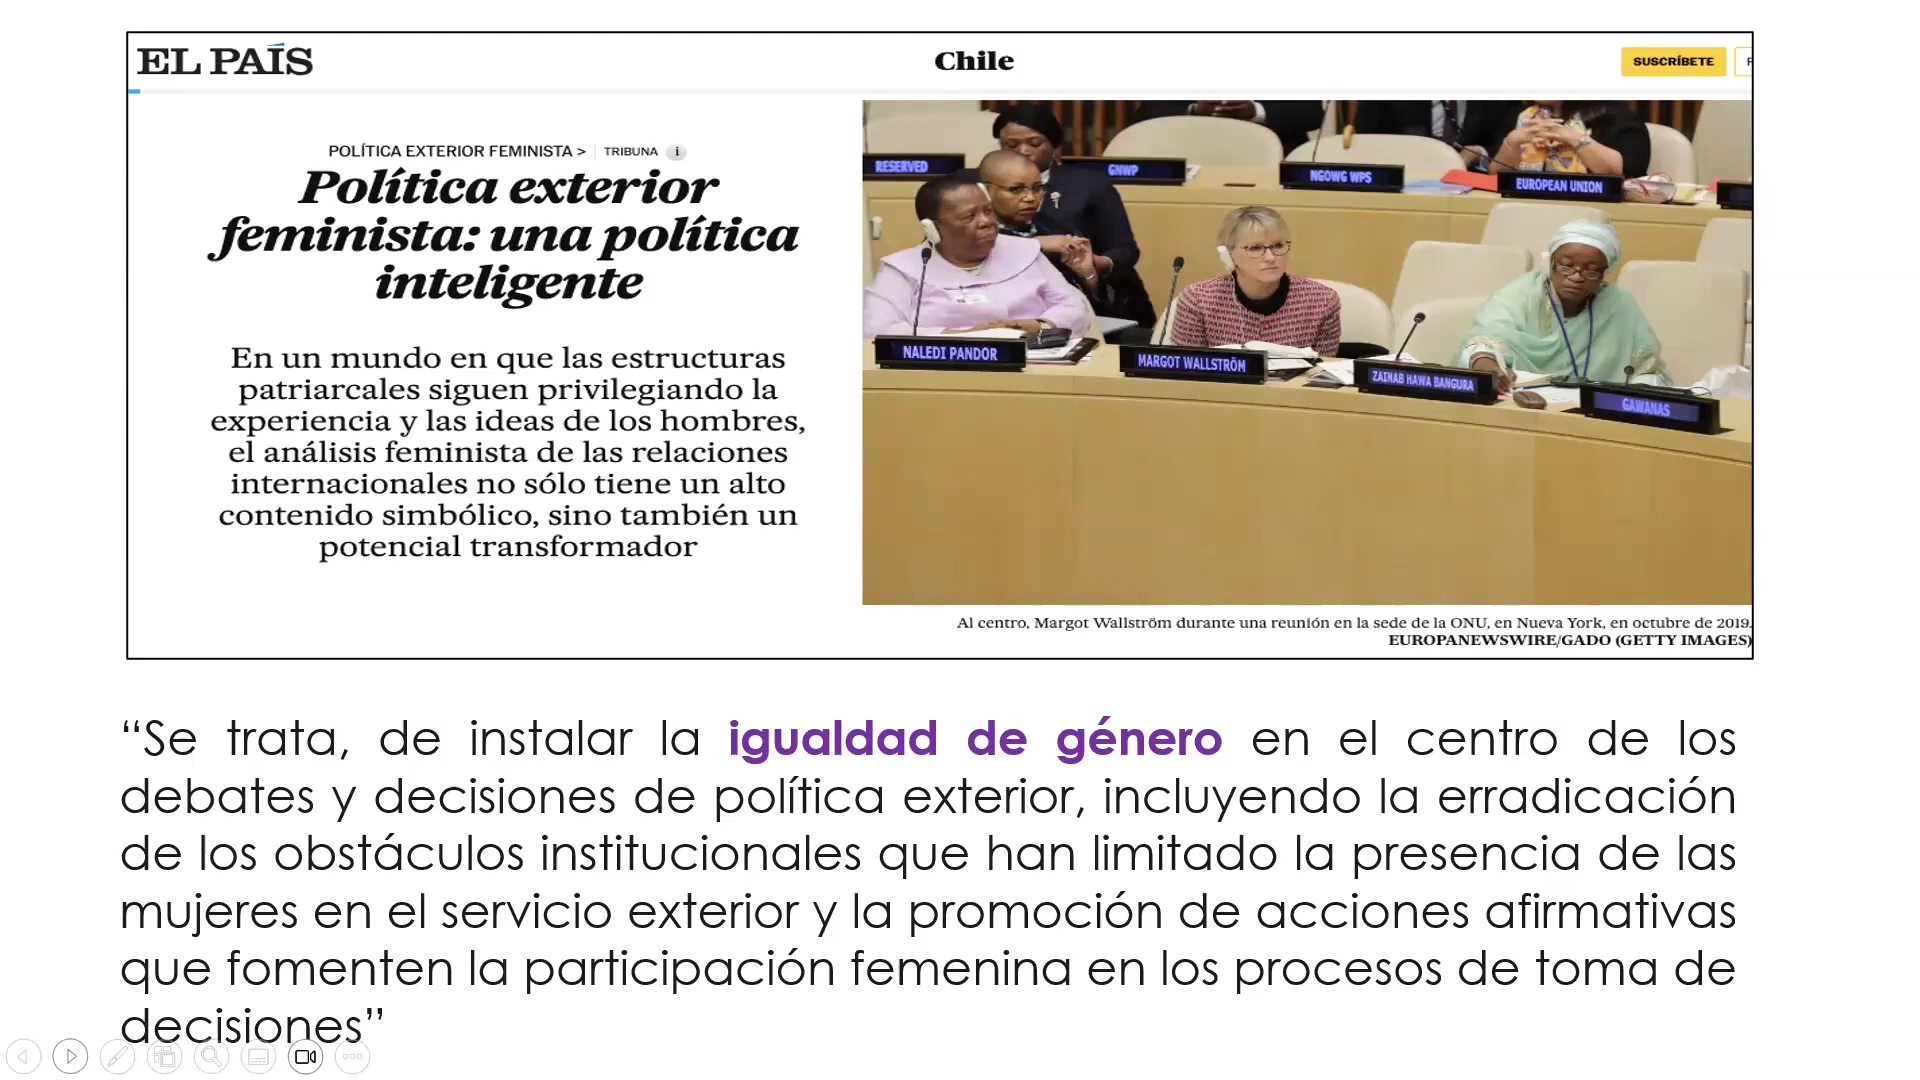 EL PAÍS
Chile
SUSCRÍBETE
POLÍTICA EXTERIOR FEMINISTA >
TRIBUNA i
Política exterior
feminista: una política
inteligente
En un mundo en que las estructuras
patriarcales siguen privilegiando la
experiencia y las ideas de los hombres,
el análisis feminista de las relaciones
internacionales no sólo tiene un alto
contenido simbólico, sino también un
potencial transformador
RESERVED
GNWP
NGOWG WPS
EUROPEAN UNION
NALEDI PANDOR
MARGOT WALLSTRÖM
ZAINAB HAWA BANGURA
GAWANAS
Al centro, Margot Wallström durante una reunión en la sede de la ONU, en Nueva York, en octubre de 2019.
EUROPANEWSWIRE/GADO (GETTY IMAGES)
“Se trata, de instalar la igualdad de género en el centro de los
debates y decisiones de política exterior, incluyendo la erradicación
de los obstáculos institucionales que han limitado la presencia de las
mujeres en el servicio exterior y la promoción de acciones afirmativas
que fomenten la participación femenina en los procesos de toma de
decisiones”